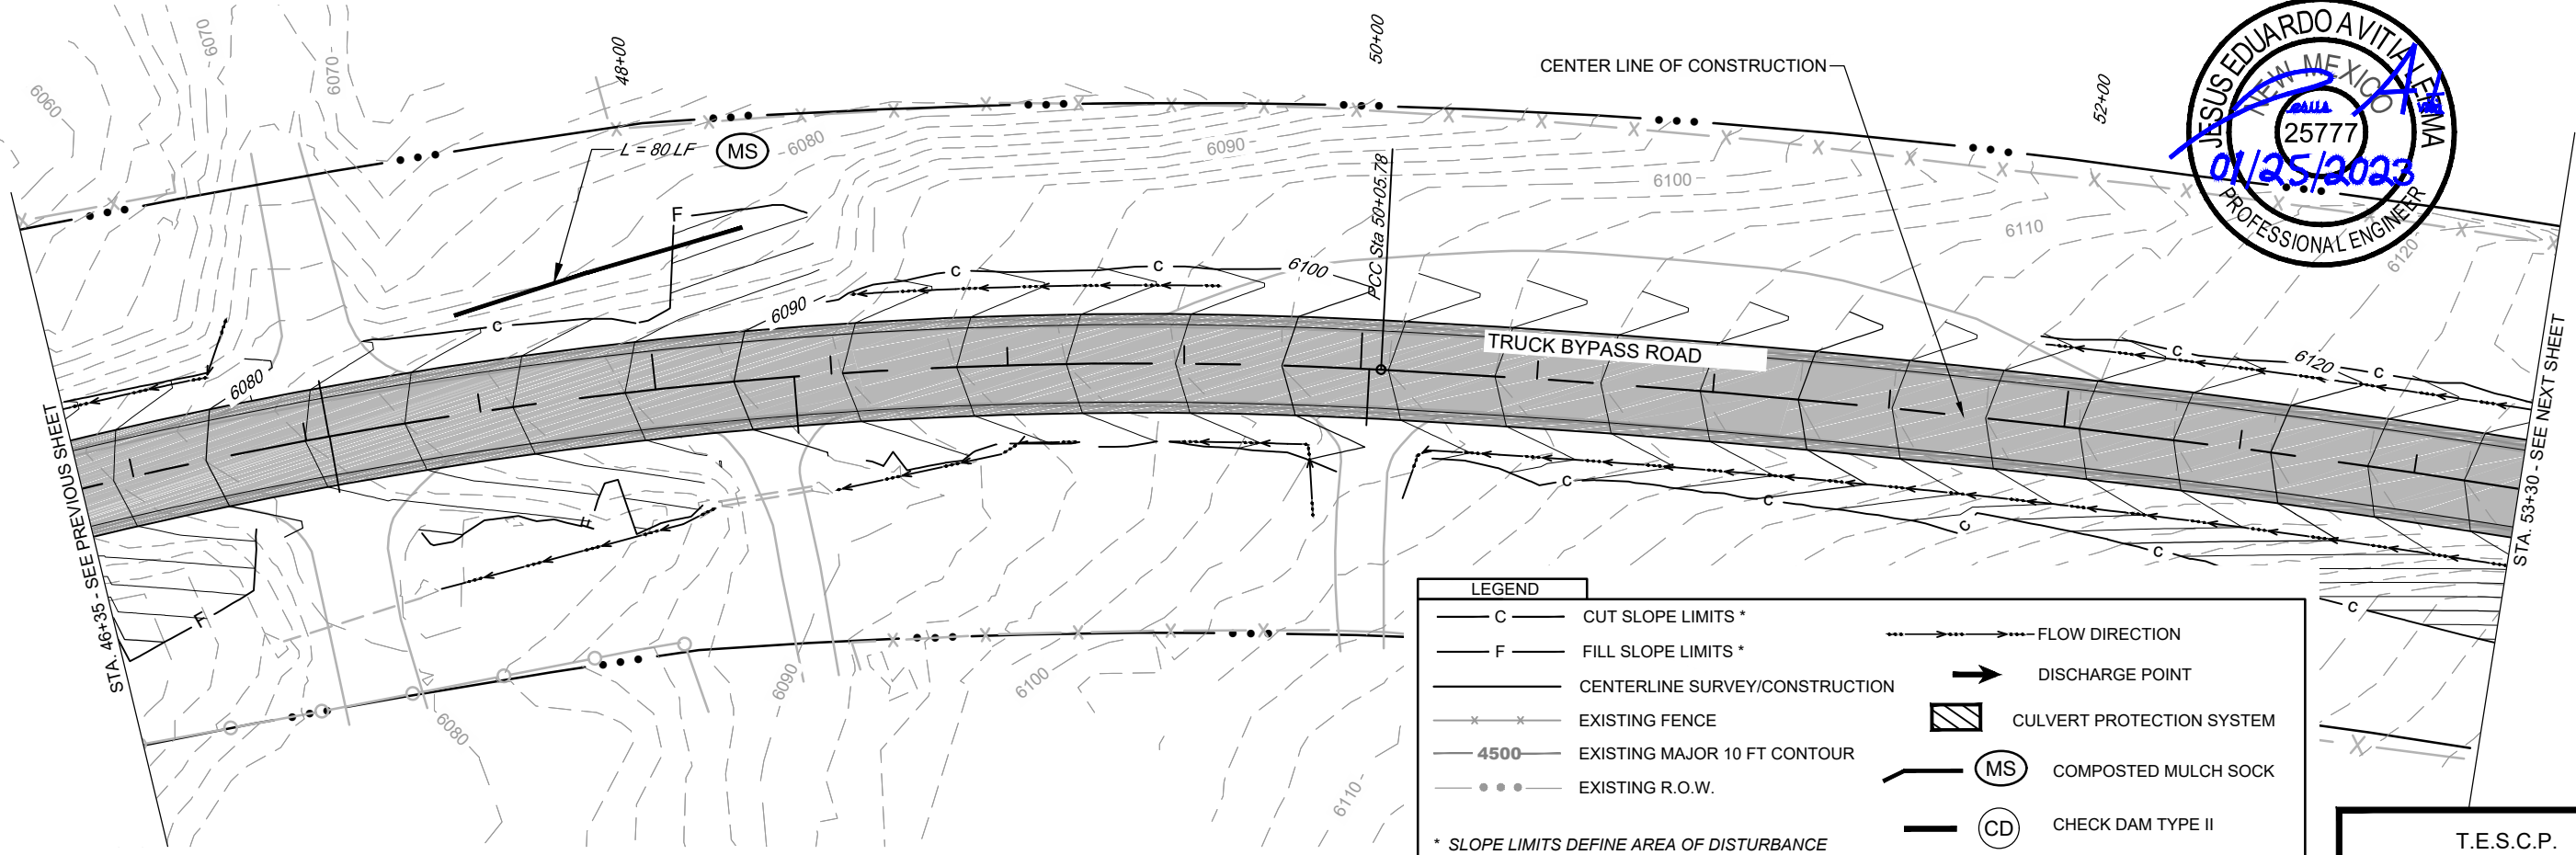 6070
6070
6060
48+00
50+00
52+00
CENTER LINE OF CONSTRUCTION
JESUS EDUARDO AVITIA
NEW MEXICO
25777
01/25/2023
PROFESSIONAL ENGINEER
L = 80 LF
MS
6080
6090
6100
6110
6120
PCC Sta 50+05.78
F
C
C
6100
6090
C
6080
TRUCK BYPASS ROAD
C
6120
C
STA. 46+35 - SEE PREVIOUS SHEET
STA. 53+30 - SEE NEXT SHEET
F
F
C
C
C
C
C
6080
6090
6100
6110
LEGEND
C CUT SLOPE LIMITS *
F FILL SLOPE LIMITS *
CENTERLINE SURVEY/CONSTRUCTION
x x EXISTING FENCE
4500 EXISTING MAJOR 10 FT CONTOUR
EXISTING R.O.W.
* SLOPE LIMITS DEFINE AREA OF DISTURBANCE
FLOW DIRECTION
DISCHARGE POINT
CULVERT PROTECTION SYSTEM
MS COMPOSTED MULCH SOCK
CD CHECK DAM TYPE II
T.E.S.C.P.